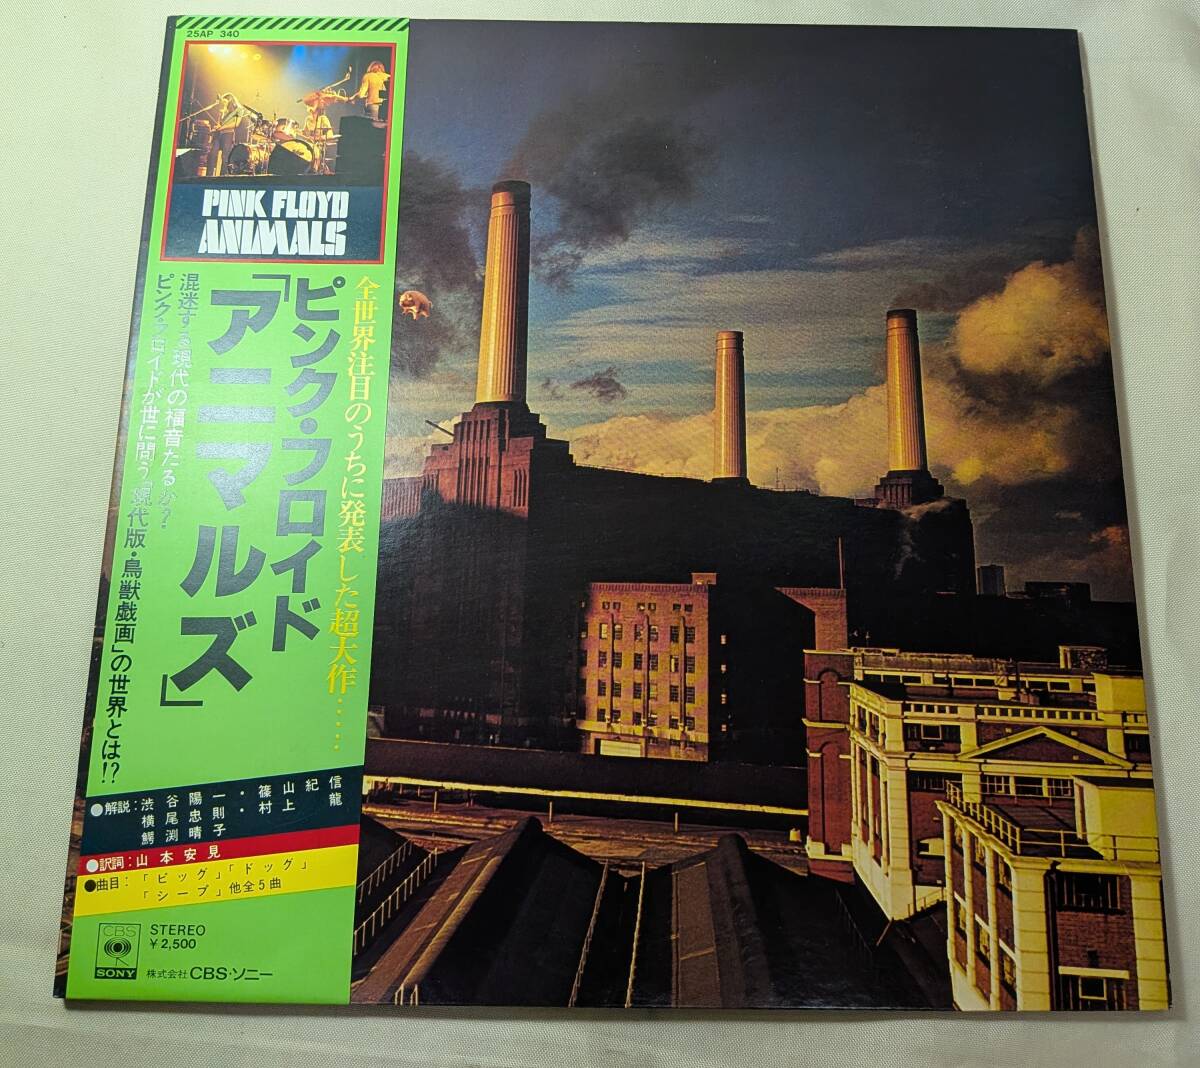 25AP 340
PINK FLOYD
ANIMALS
全世界注目のうちに発表した超大作‥‥‥
ピンク・フロイド
「アニマルズ」
混迷する現代の福音たるか?
ピンク・フロイドが世に問う「現代版・鳥獣戯画」の世界とは!?
●解説:渋谷陽一・篠山紀信
横尾忠則・村上 龍
鰐渕晴子
●訳詞:山本安見
●曲目:「ピッグ」「ドッグ」
「シープ」他全5曲
CBS
SONY
STEREO
¥2,500
株式会社 CBS・ソニー